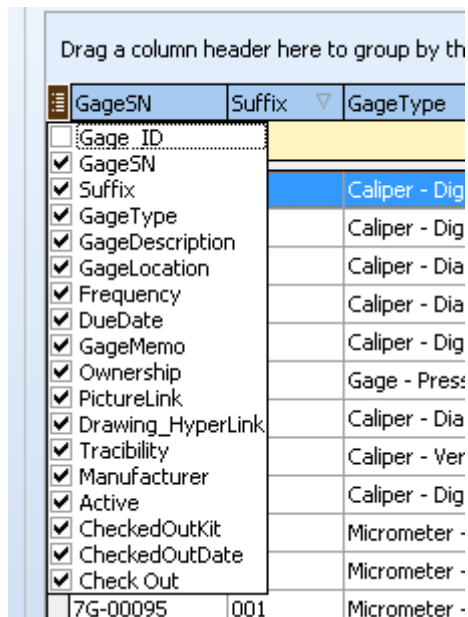 Drag a column header here to group by th
GageSN Suffix GageType
Gage_ID
GageSN
Suffix Caliper - Dig
GageType Caliper - Dig
GageDescription
GageLocation Caliper - Dia
Frequency Caliper - Dia
DueDate
GageMemo Caliper - Dig
Ownership Gage - Press
PictureLink
Drawing_HyperLink Caliper - Dia
Tracibility Caliper - Ver
Manufacturer
Active Caliper - Dig
CheckedOutKit Micrometer -
CheckedOutDate Micrometer -
Check Out
7G-00095 001 Micrometer -